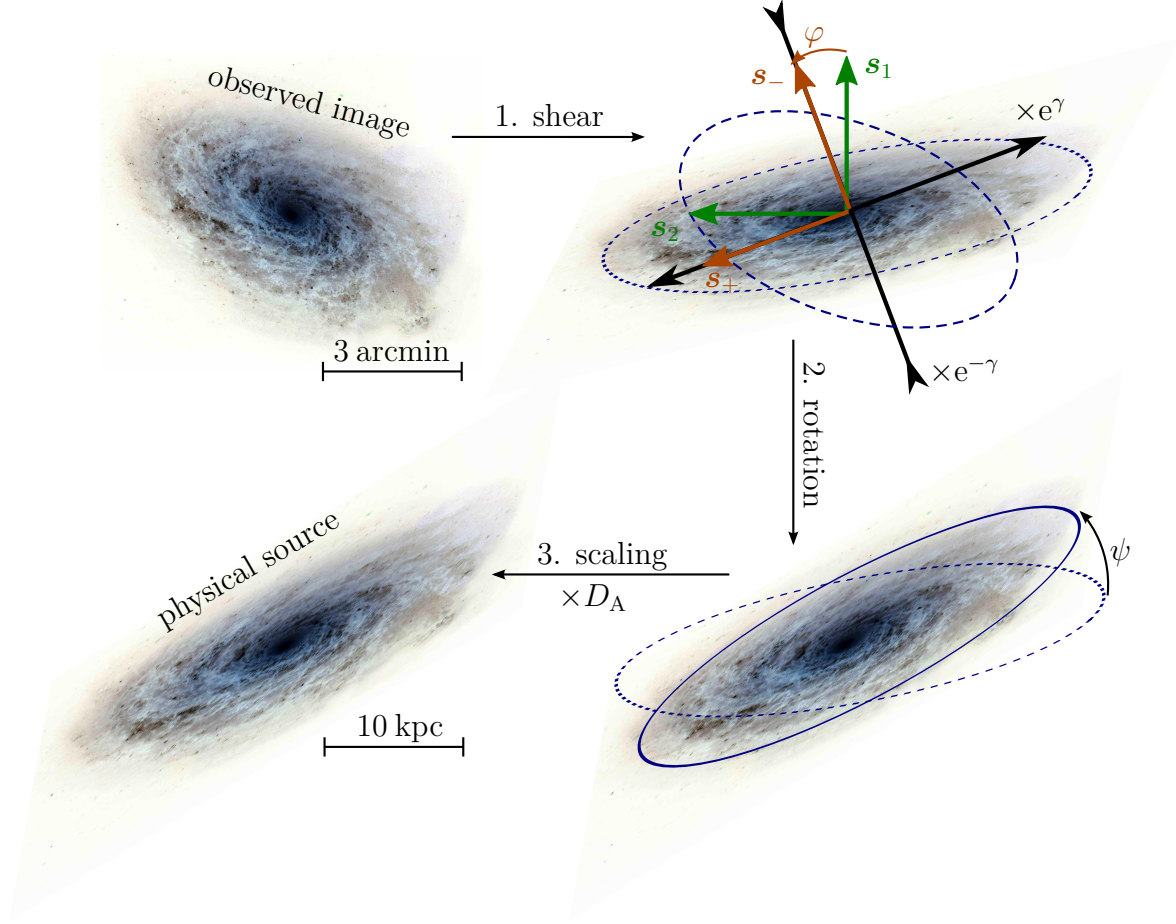 observed image
3 arcmin
1. shear
φ
s₋
s₁
s₂
s₊
×e^γ
×e^−γ
2. rotation
ψ
3. scaling
×D_A
physical source
10 kpc